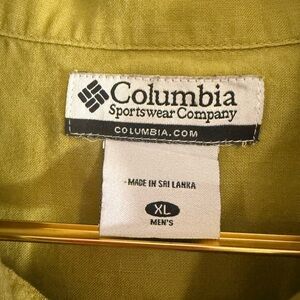 Columbia
Sportswear Company
COLUMBIA.COM
MADE IN SRI LANKA
XL
MEN'S